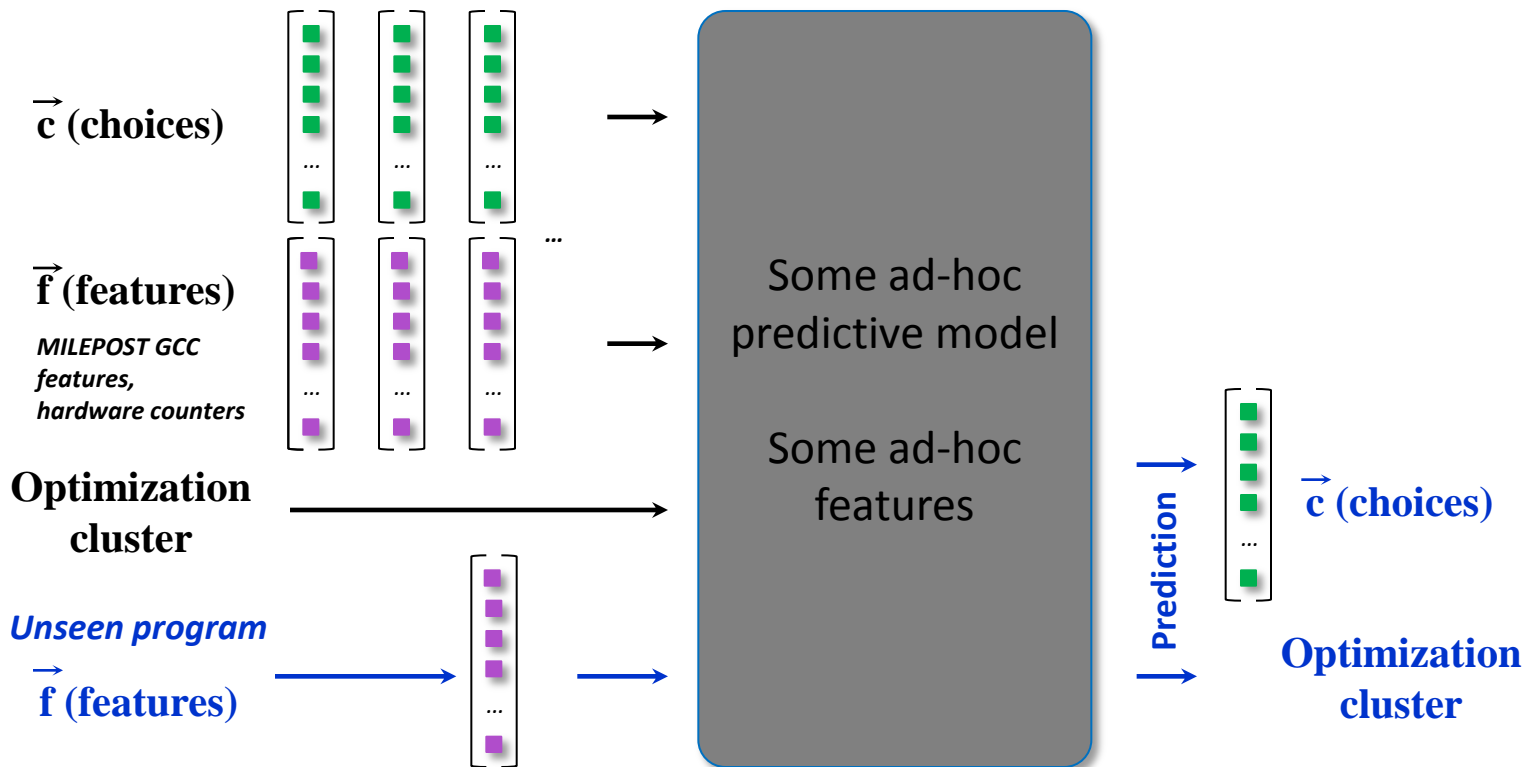 c (choices)
...
...
...
...
f (features)
MILEPOST GCC
features,
hardware counters
...
...
...
Optimization
cluster
Unseen program
f (features)
...
Some ad-hoc
predictive model
Some ad-hoc
features
Prediction
...
c (choices)
Optimization
cluster